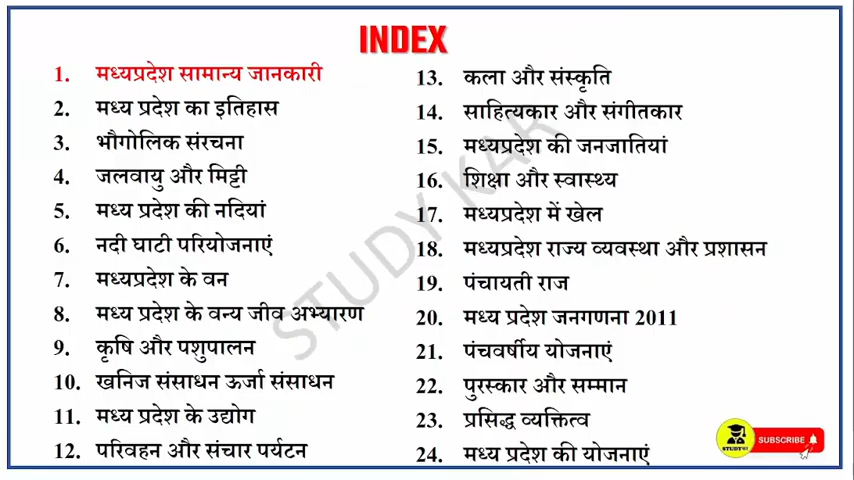 INDEX
1. मध्यप्रदेश सामान्य जानकारी
2. मध्य प्रदेश का इतिहास
3. भौगोलिक संरचना
4. जलवायु और मिट्टी
5. मध्य प्रदेश की नदियां
6. नदी घाटी परियोजनाएं
7. मध्यप्रदेश के वन
8. मध्य प्रदेश के वन्य जीव अभ्यारण
9. कृषि और पशुपालन
10. खनिज संसाधन ऊर्जा संसाधन
11. मध्य प्रदेश के उद्योग
12. परिवहन और संचार पर्यटन
13. कला और संस्कृति
14. साहित्यकार और संगीतकार
15. मध्यप्रदेश की जनजातियां
16. शिक्षा और स्वास्थ्य
17. मध्यप्रदेश में खेल
18. मध्यप्रदेश राज्य व्यवस्था और प्रशासन
19. पंचायती राज
20. मध्य प्रदेश जनगणना 2011
21. पंचवर्षीय योजनाएं
22. पुरस्कार और सम्मान
23. प्रसिद्ध व्यक्तित्व
24. मध्य प्रदेश की योजनाएं
STUDY KAR
SUBSCRIBE